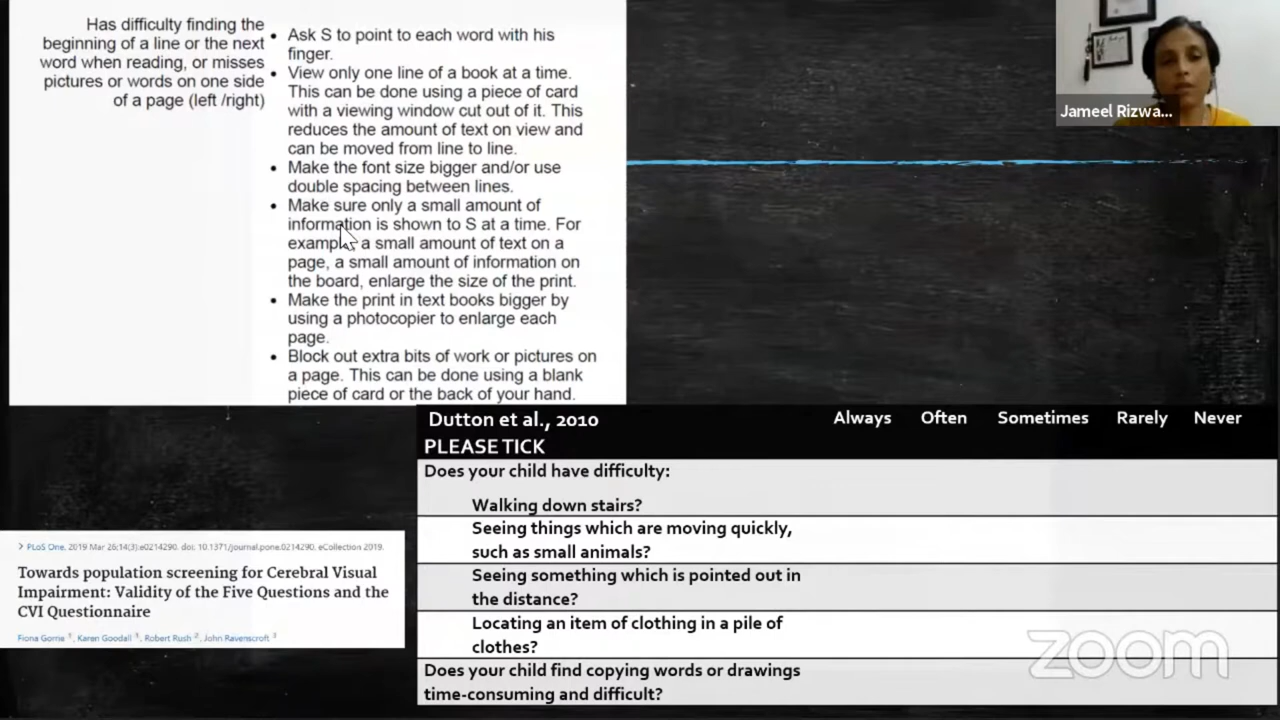 Has difficulty finding the
beginning of a line or the next
word when reading, or misses
pictures or words on one side
of a page (left /right)
• Ask S to point to each word with his
finger.
• View only one line of a book at a time.
This can be done using a piece of card
with a viewing window cut out of it. This
reduces the amount of text on view and
can be moved from line to line.
• Make the font size bigger and/or use
double spacing between lines.
• Make sure only a small amount of
information is shown to S at a time. For
a small amount of text on a
page, a small amount of information on
the board, enlarge the size of the print.
• Make the print in text books bigger by
using a photocopier to enlarge each
page.
• Block out extra bits of work or pictures on
a page. This can be done using a blank
piece of card or the back of your hand.
Jameel Rizwa...
Dutton et al., 2010 Always Often Sometimes Rarely Never
PLEASE TICK
Does your child have difficulty:
Walking down stairs?
Seeing things which are moving quickly,
such as small animals?
Seeing something which is pointed out in
the distance?
Locating an item of clothing in a pile of
clothes?
Does your child find copying words or drawings
time-consuming and difficult?
> PLoS One. 2019 Mar 26;14(3):e0214290. doi: 10.1371/journal.pone.0214290. eCollection 2019.
Towards population screening for Cerebral Visual
Impairment: Validity of the Five Questions and the
CVI Questionnaire
Fiona Gorrie 1, Karen Goodall 1, Robert Rush 2, John Ravenscroft 3
zoom